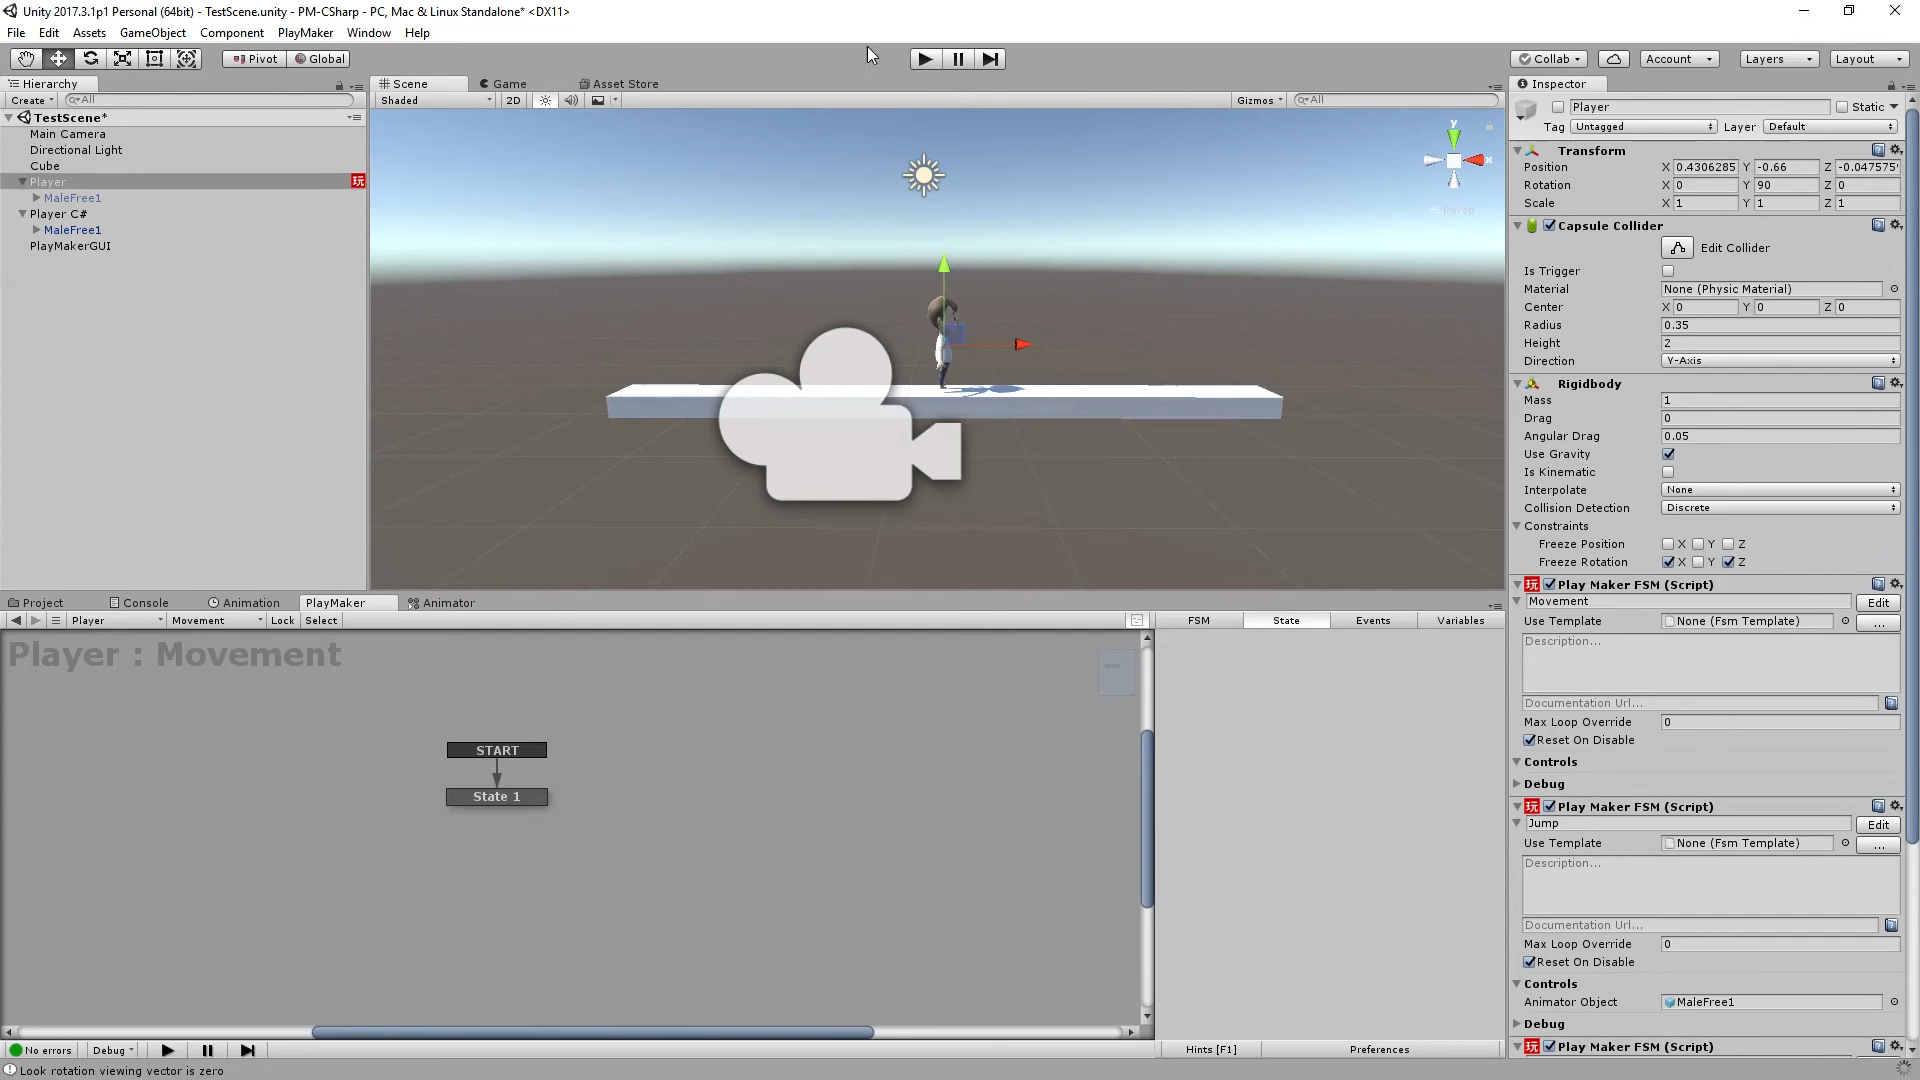 Unity 2017.3.1p1 Personal (64bit) - TestScene.unity - PM-CSharp - PC, Mac & Linux Standalone* <DX11>
File Edit Assets GameObject Component PlayMaker Window Help
Pivot Global Collab Account Layers Layout
Hierarchy Scene Game Asset Store Inspector
Create All Shaded 2D Gizmos All Player Static
TestScene*
Tag Untagged Layer Default
Main Camera
Directional Light
Cube
Player 玩
MaleFree1
Player C#
MaleFree1
PlayMakerGUI
y
x
Persp
Transform
Position X 0.4306285 Y -0.66 Z -0.047575
Rotation X 0 Y 90 Z 0
Scale X 1 Y 1 Z 1
Capsule Collider
Edit Collider
Is Trigger
Material None (Physic Material)
Center X 0 Y 0 Z 0
Radius 0.35
Height 2
Direction Y-Axis
Rigidbody
Mass 1
Drag 0
Angular Drag 0.05
Use Gravity
Is Kinematic
Interpolate None
Collision Detection Discrete
Constraints
Freeze Position X Y Z
Freeze Rotation X Y Z
玩 Play Maker FSM (Script)
Movement Edit
Use Template None (Fsm Template) ...
Description...
Documentation Url...
Max Loop Override 0
Reset On Disable
Controls
Debug
玩 Play Maker FSM (Script)
Jump Edit
Use Template None (Fsm Template) ...
Description...
Documentation Url...
Max Loop Override 0
Reset On Disable
Controls
Animator Object MaleFree1
Debug
玩 Play Maker FSM (Script)
Project Console Animation PlayMaker Animator
Player Movement Lock Select FSM State Events Variables
Player : Movement
START
State 1
No errors Debug Hints [F1] Preferences
Look rotation viewing vector is zero